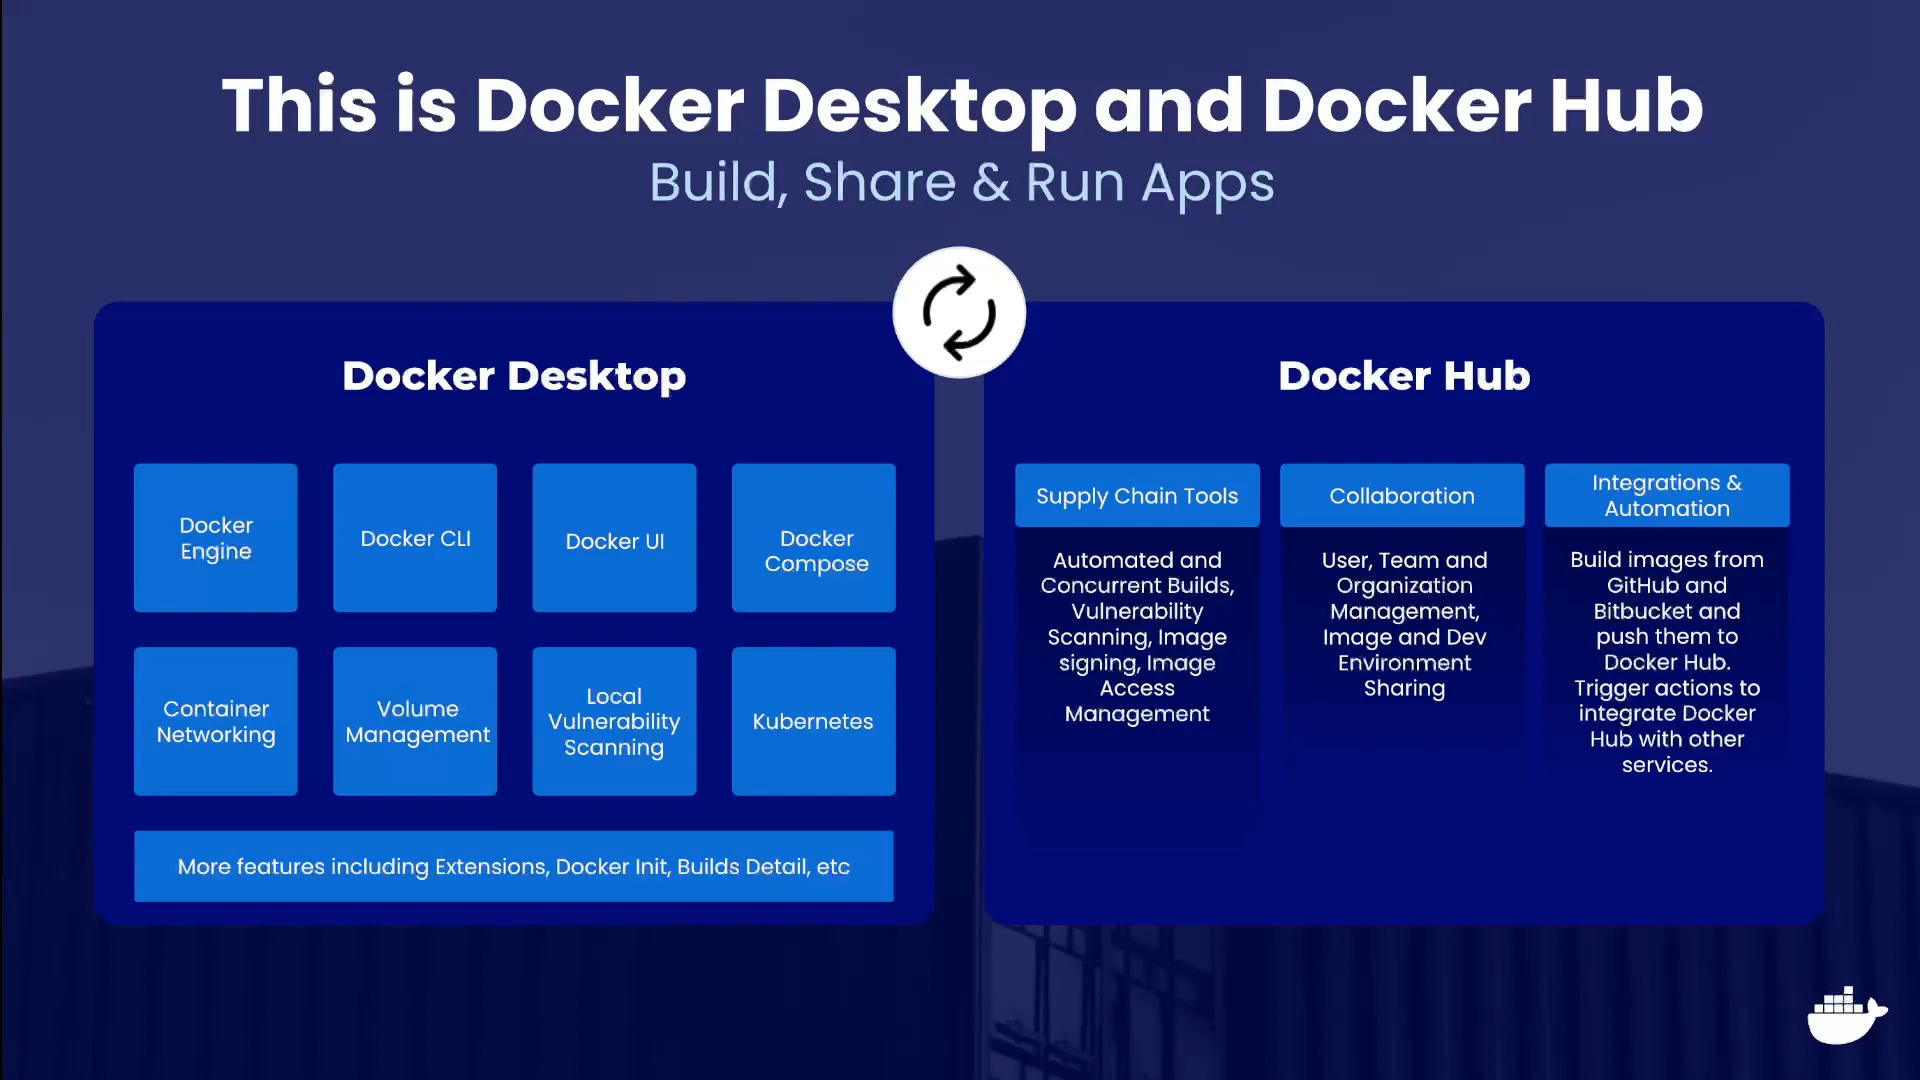 This is Docker Desktop and Docker Hub
Build, Share & Run Apps
Docker Desktop
Docker
Engine
Docker CLI
Docker UI
Docker
Compose
Container
Networking
Volume
Management
Local
Vulnerability
Scanning
Kubernetes
More features including Extensions, Docker Init, Builds Detail, etc
Docker Hub
Supply Chain Tools
Automated and
Concurrent Builds,
Vulnerability
Scanning, Image
signing, Image
Access
Management
Collaboration
User, Team and
Organization
Management,
Image and Dev
Environment
Sharing
Integrations &
Automation
Build images from
GitHub and
Bitbucket and
push them to
Docker Hub.
Trigger actions to
integrate Docker
Hub with other
services.